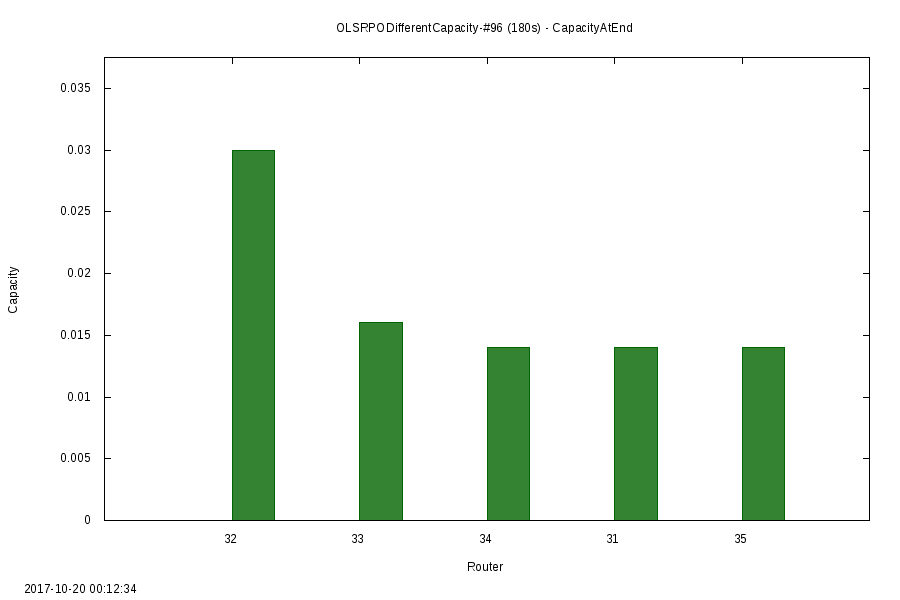 OLSRPODifferentCapacity-#96 (180s) - CapacityAtEnd
0.035
0.03
0.025
0.02
0.015
0.01
0.005
0
Capacity
32 33 34 31 35
Router
2017-10-20 00:12:34